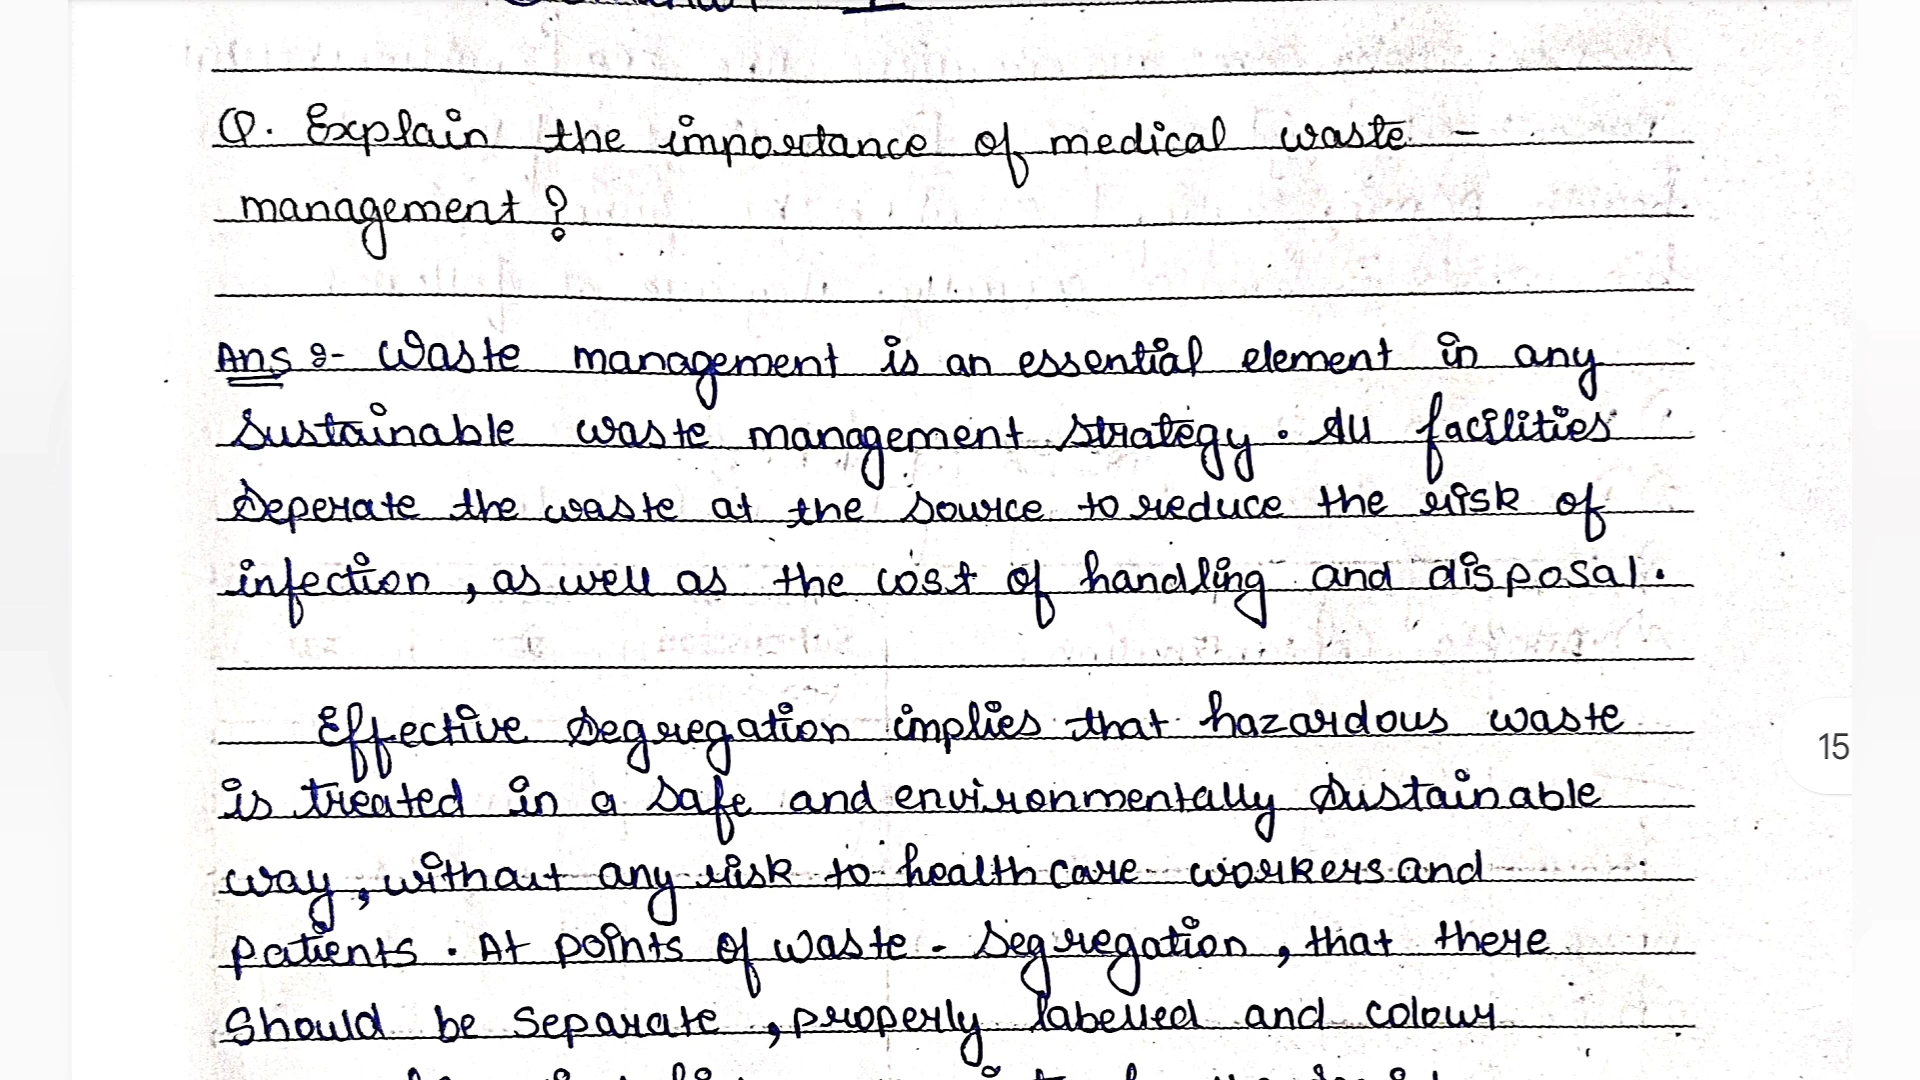 Q. Explain the importance of medical waste -
management ?
Ans :- Waste management is an essential element in any
sustainable waste management strategy. All facilities
seperate the waste at the source to reduce the risk of
infection, as well as the cost of handling and disposal.
Effective segregation implies that hazardous waste
is treated in a safe and environmentally sustainable
way, without any risk to health care workers and
patients. At points of waste - segregation, that there
should be separate, properly labelled and colour
15